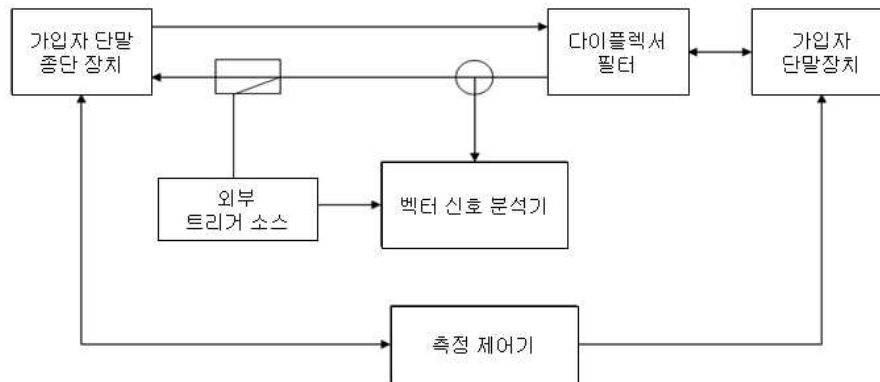 가입자 단말
종단 장치
다이플렉서
필터
가입자
단말장치
외부
트리거 소스
벡터 신호 분석기
측정 제어기